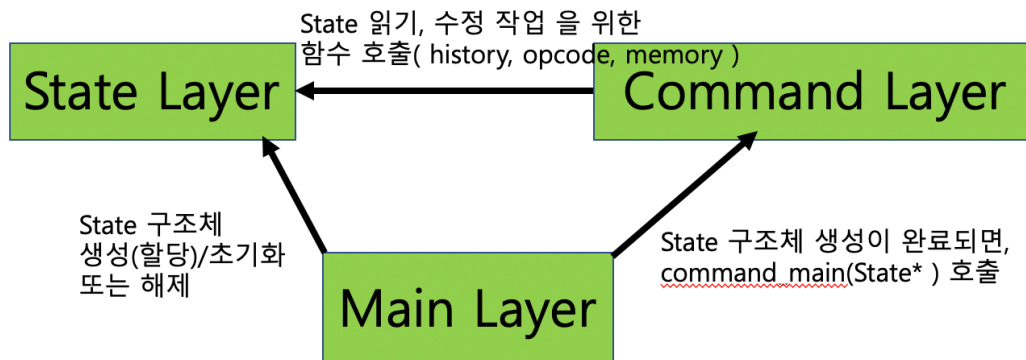 State 읽기, 수정 작업 을 위한
함수 호출( history, opcode, memory )
State Layer
Command Layer
State 구조체
생성(할당)/초기화
또는 해제
State 구조체 생성이 완료되면,
command_main(State* ) 호출
Main Layer